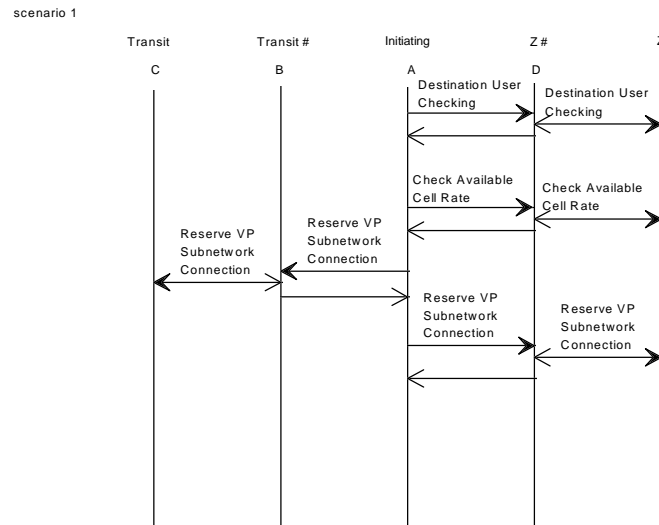 scenario 1
Transit Transit # Initiating Z # Z
C B A D
Destination User
Checking
Destination User
Checking
Check Available
Cell Rate
Check Available
Cell Rate
Reserve VP
Subnetwork
Connection
Reserve VP
Subnetwork
Connection
Reserve VP
Subnetwork
Connection
Reserve VP
Subnetwork
Connection